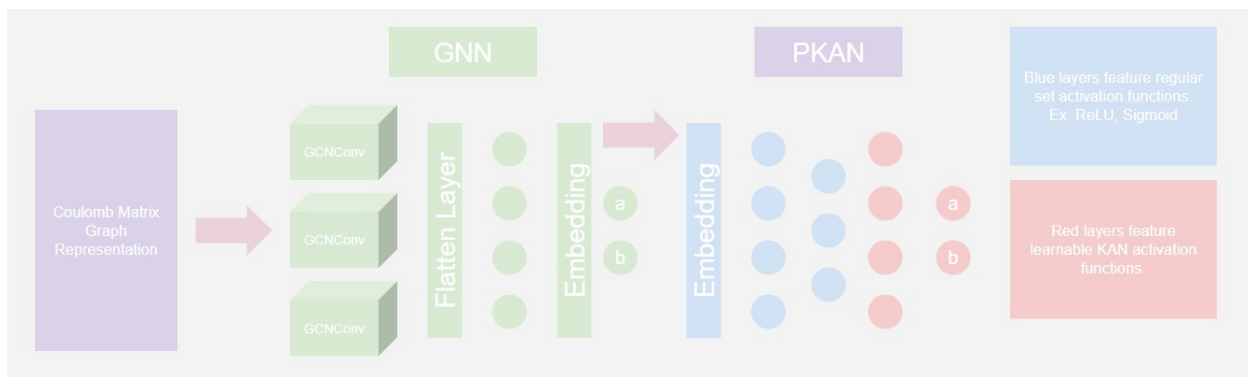 GNN
PKAN
Coulomb Matrix
Graph
Representation
GCNConv
GCNConv
GCNConv
Flatten Layer
Embedding
a
b
Embedding
a
b
Blue layers feature regular
set activation functions.
Ex. ReLU, Sigmoid
Red layers feature
learnable KAN activation
functions.